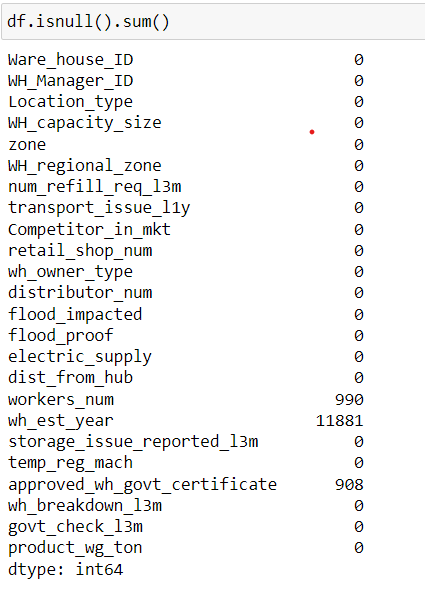 df.isnull().sum()
Ware_house_ID 0
WH_Manager_ID 0
Location_type 0
WH_capacity_size 0
zone 0
WH_regional_zone 0
num_refill_req_l3m 0
transport_issue_l1y 0
Competitor_in_mkt 0
retail_shop_num 0
wh_owner_type 0
distributor_num 0
flood_impacted 0
flood_proof 0
electric_supply 0
dist_from_hub 0
workers_num 990
wh_est_year 11881
storage_issue_reported_l3m 0
temp_reg_mach 0
approved_wh_govt_certificate 908
wh_breakdown_l3m 0
govt_check_l3m 0
product_wg_ton 0
dtype: int64